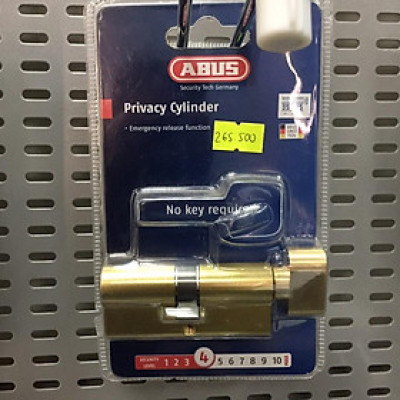 ABUS
Security Tech Germany
Privacy Cylinder
• Emergency release function
265.500
No key require
SECURITY LEVEL 1 2 3 4 5 6 7 8 9 10